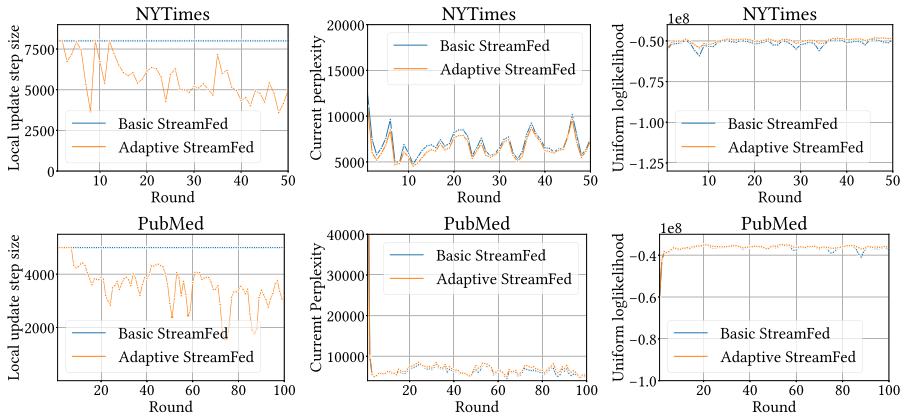 NYTimes
Local update step size
7500
5000
2500
0
Basic StreamFed
Adaptive StreamFed
10 20 30 40 50
Round
NYTimes
Current perplexity
20000
15000
10000
5000
Basic StreamFed
Adaptive StreamFed
10 20 30 40 50
Round
NYTimes
1e8
Uniform loglikelihood
−0.50
−0.75
−1.00
−1.25
Basic StreamFed
Adaptive StreamFed
10 20 30 40 50
Round
PubMed
Local update step size
4000
2000
Basic StreamFed
Adaptive StreamFed
20 40 60 80 100
Round
PubMed
Current Perplexity
40000
30000
20000
10000
Basic StreamFed
Adaptive StreamFed
20 40 60 80 100
Round
PubMed
1e8
Uniform loglikelihood
−0.4
−0.6
−0.8
−1.0
Basic StreamFed
Adaptive StreamFed
20 40 60 80 100
Round